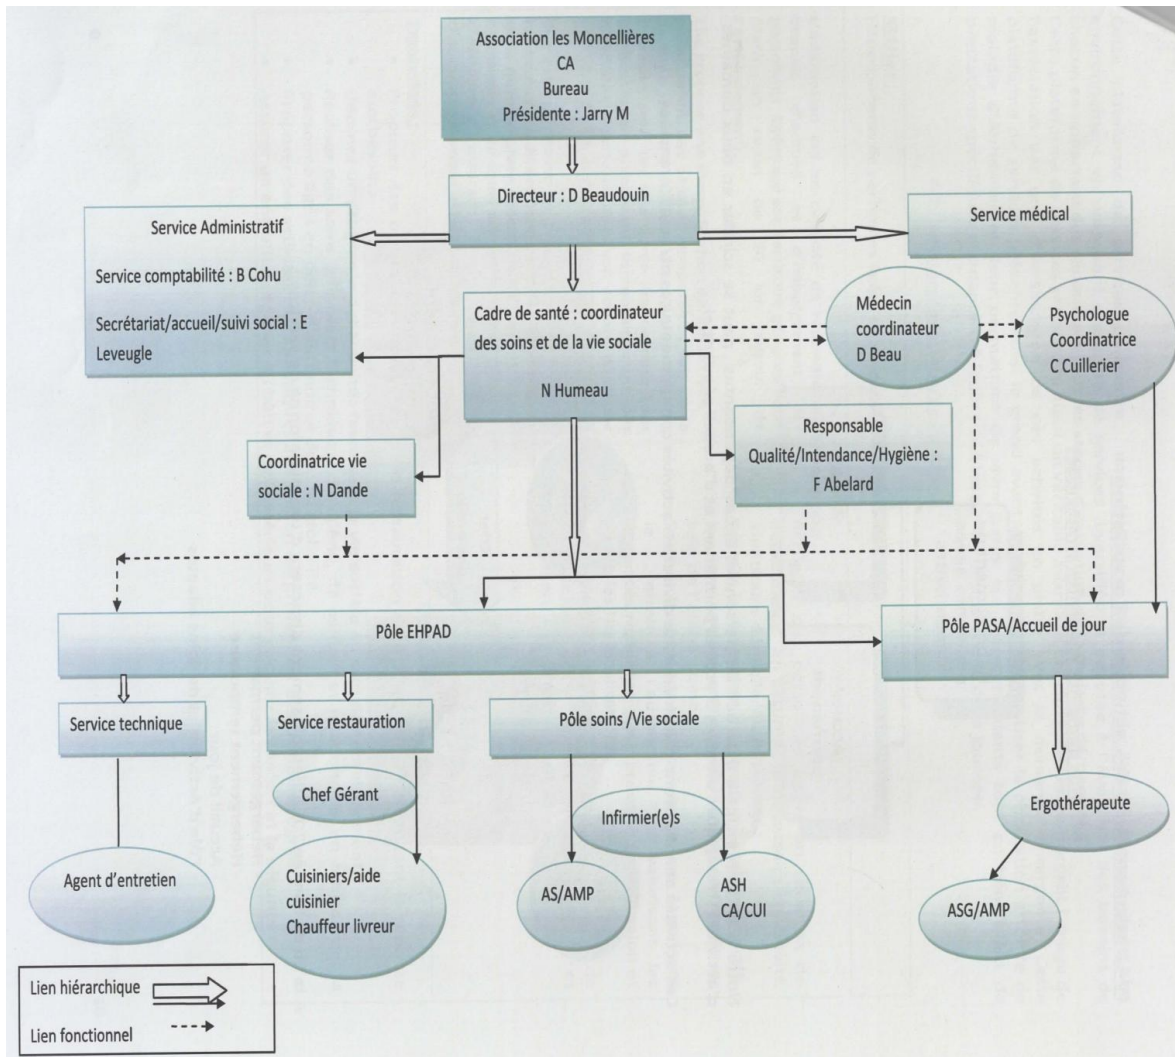 Association les Moncellières
CA
Bureau
Présidente : Jarry M
Directeur : D Beaudouin
Service Administratif
Service comptabilité : B Cohu
Secrétariat/accueil/suivi social : E
Leveugle
Service médical
Cadre de santé : coordinateur
des soins et de la vie sociale
N Humeau
Médecin
coordinateur
D Beau
Psychologue
Coordinatrice
C Cuillerier
Coordinatrice vie
sociale : N Dande
Responsable
Qualité/Intendance/Hygiène :
F Abelard
Pôle EHPAD
Pôle PASA/Accueil de jour
Service technique
Service restauration
Pôle soins /Vie sociale
Chef Gérant
Infirmier(e)s
Ergothérapeute
Agent d'entretien
Cuisiniers/aide
cuisinier
Chauffeur livreur
AS/AMP
ASH
CA/CUI
ASG/AMP
Lien hiérarchique
Lien fonctionnel